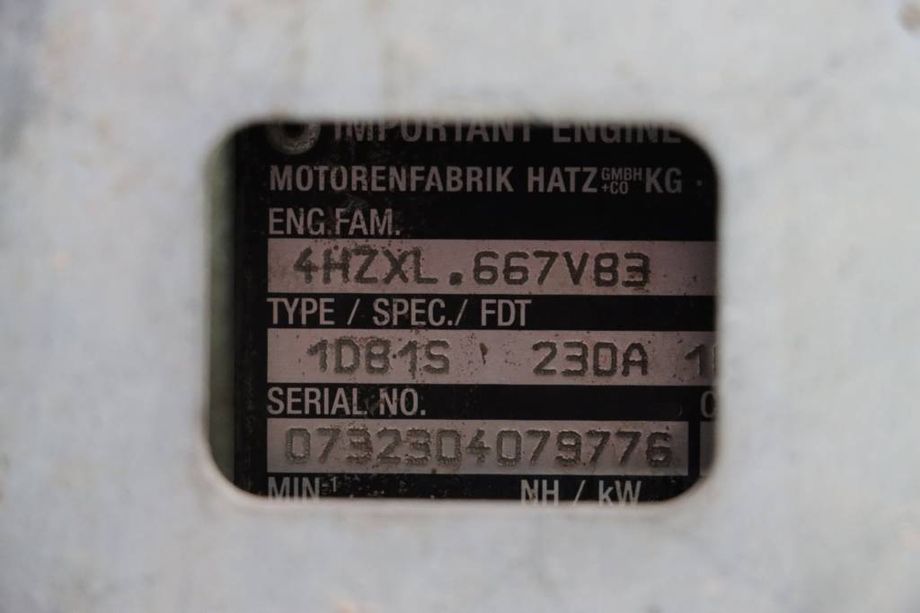 IMPORTANT ENGINE
MOTORENFABRIK HATZ GMBH +CO KG
ENG.FAM.
4HZXL.667V83
TYPE / SPEC./ FDT
1D81S 230A
SERIAL NO.
0732304079776
MIN-1 NH / kW